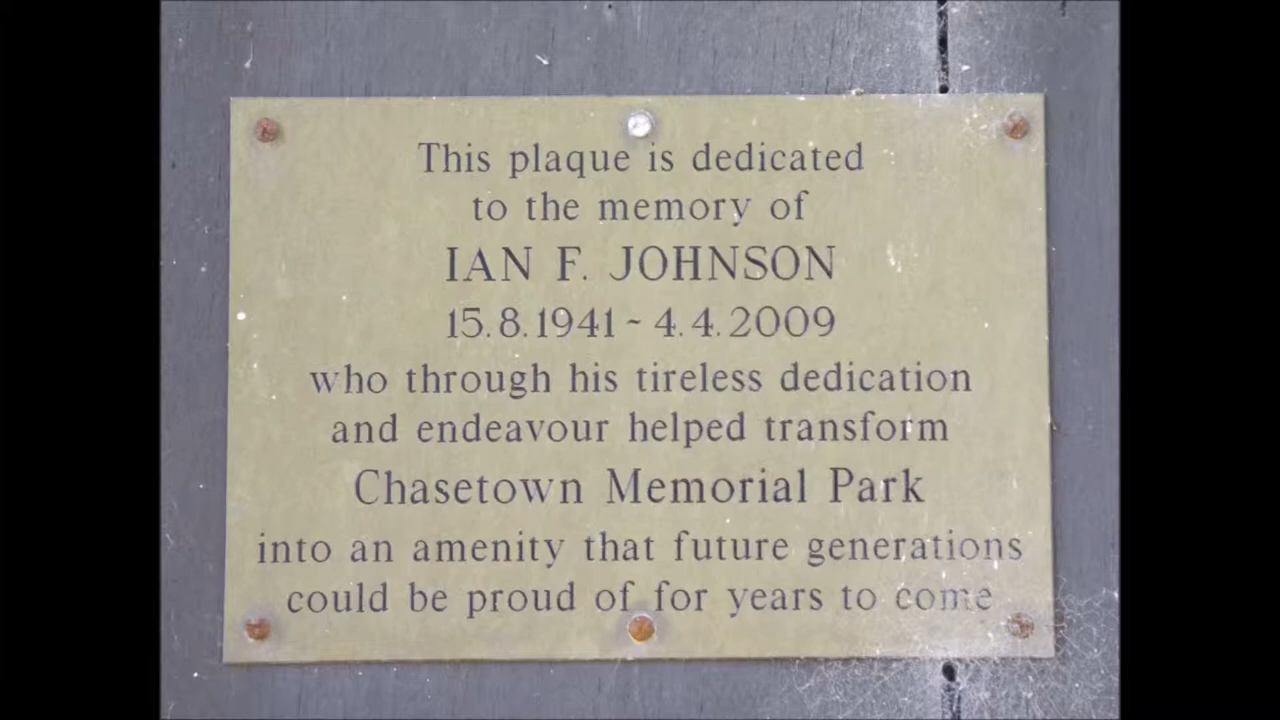 This plaque is dedicated
to the memory of
IAN F. JOHNSON
15.8.1941 ~ 4.4.2009
who through his tireless dedication
and endeavour helped transform
Chasetown Memorial Park
into an amenity that future generations
could be proud of for years to come